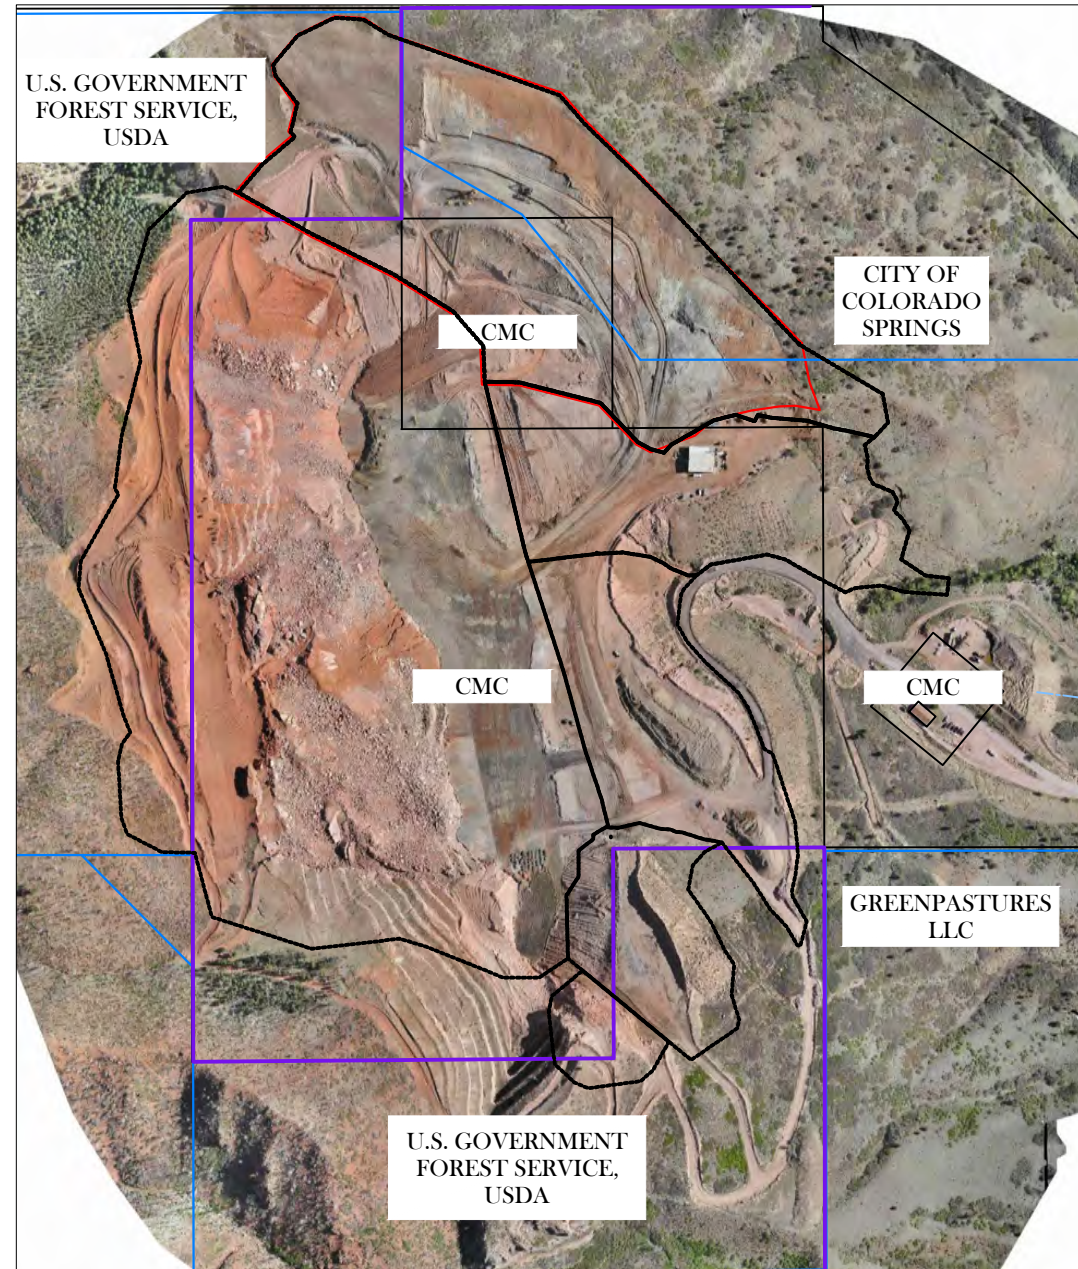 U.S. GOVERNMENT
FOREST SERVICE,
USDA
CITY OF
COLORADO
SPRINGS
CMC
CMC
CMC
GREENPASTURES
LLC
U.S. GOVERNMENT
FOREST SERVICE,
USDA